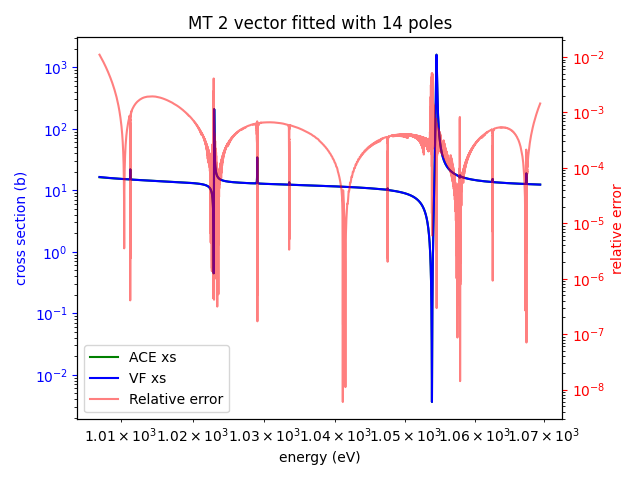 MT 2 vector fitted with 14 poles
cross section (b)
10³
10²
10¹
10⁰
10⁻¹
10⁻²
10⁻²
10⁻³
10⁻⁴
10⁻⁵
10⁻⁶
10⁻⁷
10⁻⁸
relative error
ACE xs
VF xs
Relative error
1.01 × 10³ 1.02 × 10³ 1.03 × 10³ 1.04 × 10³ 1.05 × 10³ 1.06 × 10³ 1.07 × 10³
energy (eV)